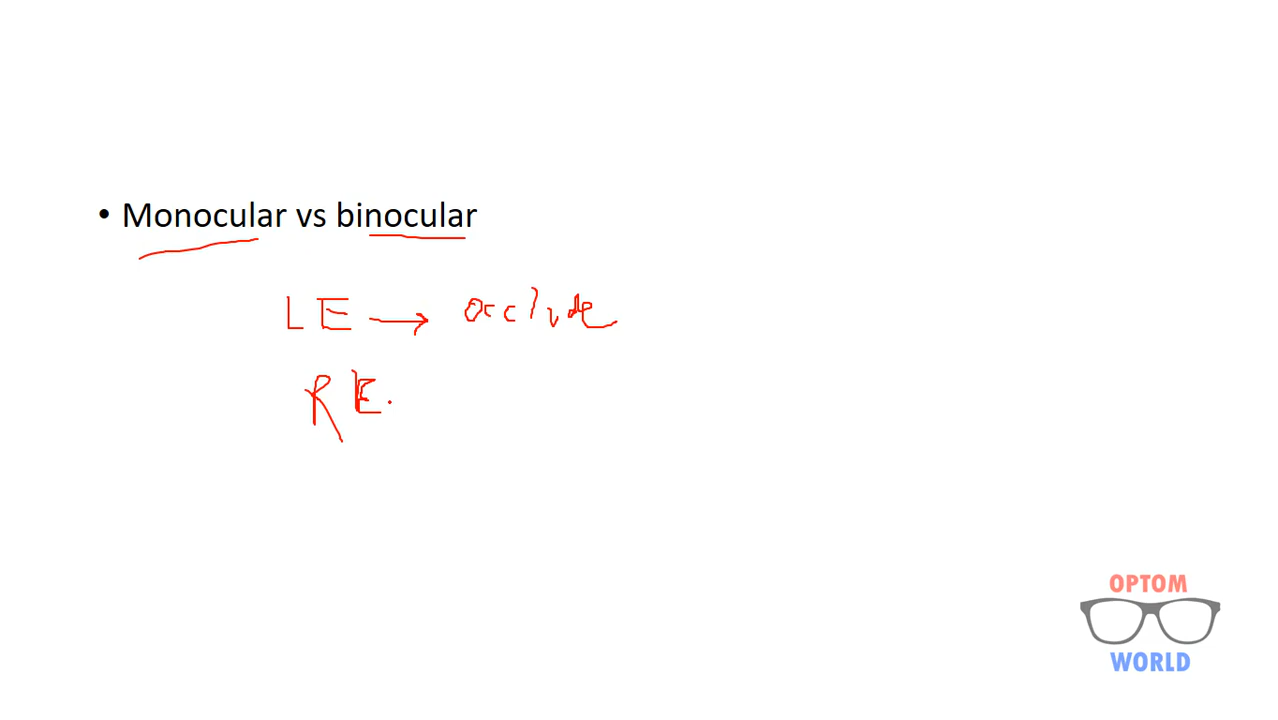 • Monocular vs binocular
LE → occlude
RE.
OPTOM
WORLD